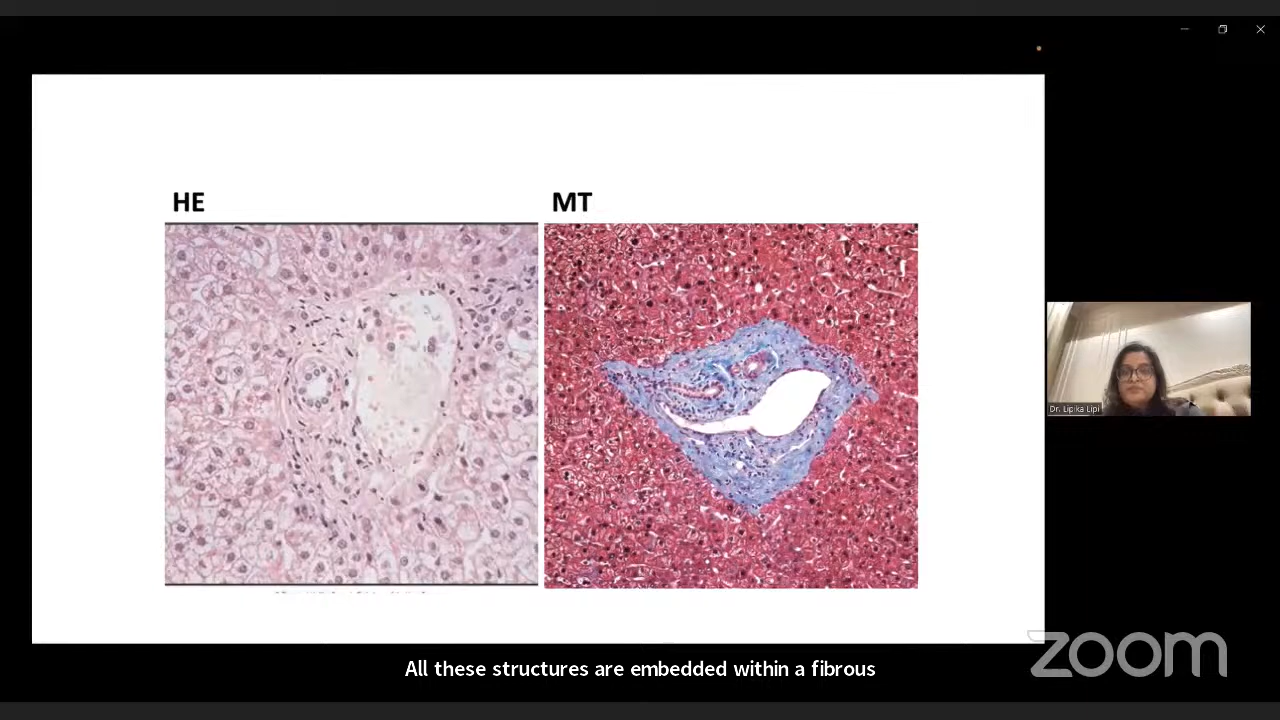 HE
MT
Dr. Lipika Lipi
All these structures are embedded within a fibrous
zoom